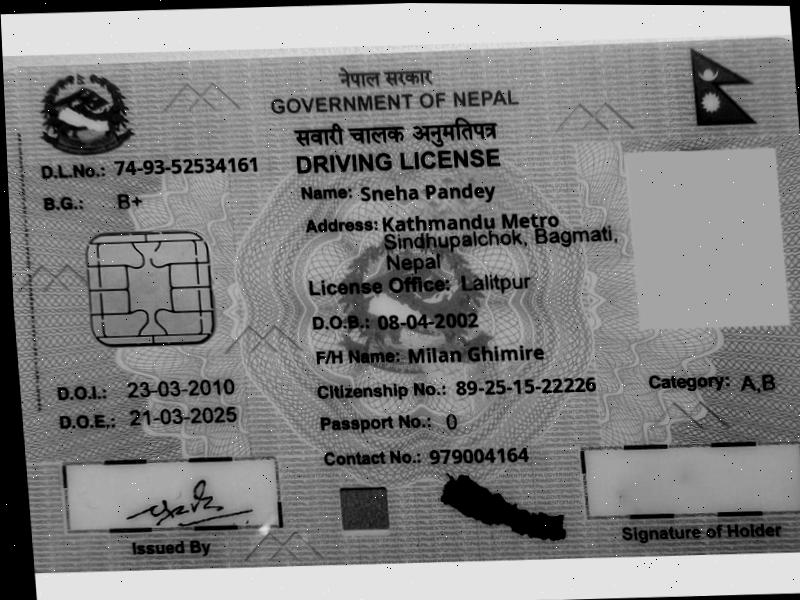 नेपाल सरकार
GOVERNMENT OF NEPAL
सवारी चालक अनुमतिपत्र
DRIVING LICENSE
D.L.No.: 74-93-52534161
B.G.: B+
Name: Sneha Pandey
Address: Kathmandu Metro
Sindhupalchok, Bagmati,
Nepal
License Office: Lalitpur
D.O.B.: 08-04-2002
F/H Name: Milan Ghimire
D.O.I.: 23-03-2010
Citizenship No.: 89-25-15-22226
Category: A,B
D.O.E.: 21-03-2025
Passport No.: 0
Contact No.: 979004164
Issued By
Signature of Holder